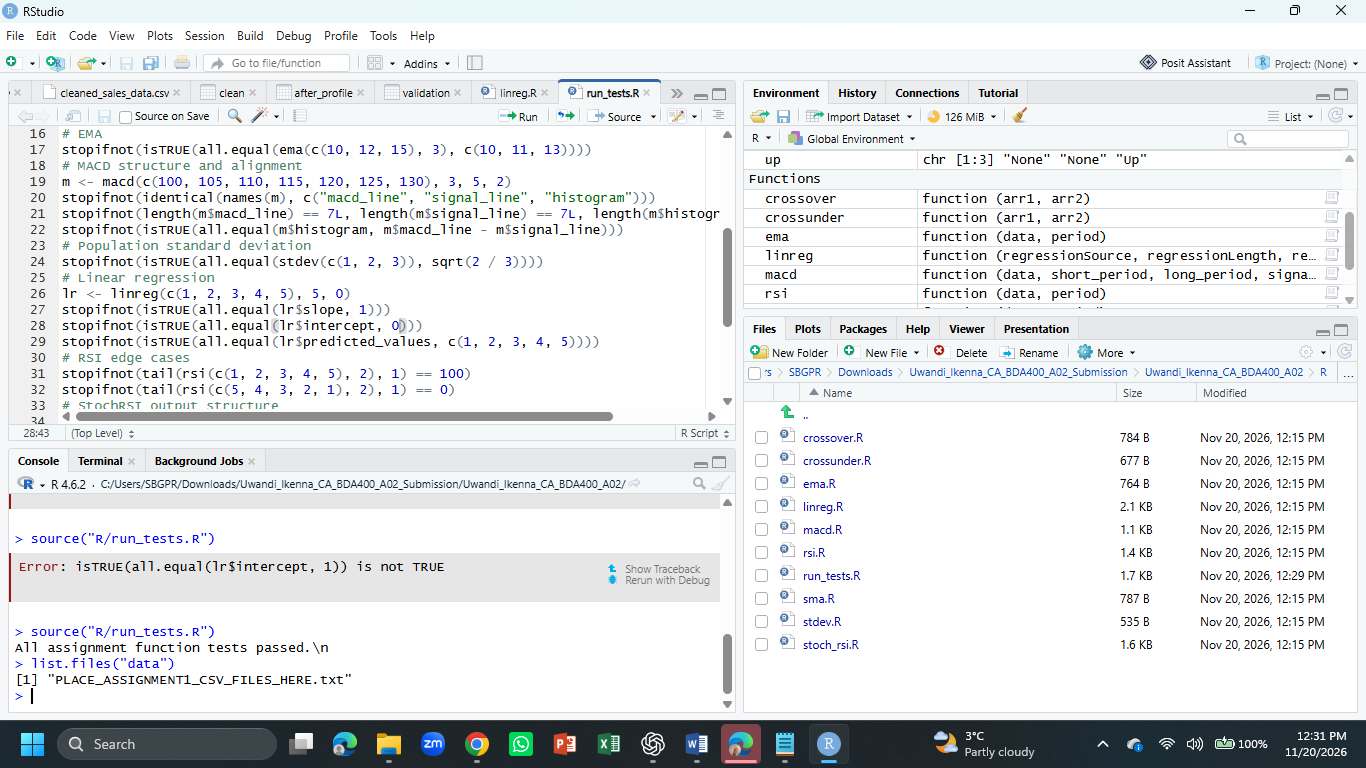 RStudio
File Edit Code View Plots Session Build Debug Profile Tools Help
Go to file/function Addins Posit Assistant Project: (None)
cleaned_sales_data.csv clean after_profile validation linreg.R run_tests.R
Source on Save Run Source
16 # EMA
17 stopifnot(isTRUE(all.equal(ema(c(10, 12, 15), 3), c(10, 11, 13))))
18 # MACD structure and alignment
19 m <- macd(c(100, 105, 110, 115, 120, 125, 130), 3, 5, 2)
20 stopifnot(identical(names(m), c("macd_line", "signal_line", "histogram")))
21 stopifnot(length(m$macd_line) == 7L, length(m$signal_line) == 7L, length(m$histogr
22 stopifnot(isTRUE(all.equal(m$histogram, m$macd_line - m$signal_line)))
23 # Population standard deviation
24 stopifnot(isTRUE(all.equal(stdev(c(1, 2, 3)), sqrt(2 / 3))))
25 # Linear regression
26 lr <- linreg(c(1, 2, 3, 4, 5), 5, 0)
27 stopifnot(isTRUE(all.equal(lr$slope, 1)))
28 stopifnot(isTRUE(all.equal(lr$intercept, 0)))
29 stopifnot(isTRUE(all.equal(lr$predicted_values, c(1, 2, 3, 4, 5))))
30 # RSI edge cases
31 stopifnot(tail(rsi(c(1, 2, 3, 4, 5), 2), 1) == 100)
32 stopifnot(tail(rsi(c(5, 4, 3, 2, 1), 2), 1) == 0)
33 # StochRSI output structure
34
28:43 (Top Level) R Script
Console Terminal Background Jobs
R 4.6.2 · C:/Users/SBGPR/Downloads/Uwandi_Ikenna_CA_BDA400_A02_Submission/Uwandi_Ikenna_CA_BDA400_A02/
> source("R/run_tests.R")
Error: isTRUE(all.equal(lr$intercept, 1)) is not TRUE
Show Traceback
Rerun with Debug
> source("R/run_tests.R")
All assignment function tests passed.\n
> list.files("data")
[1] "PLACE_ASSIGNMENT1_CSV_FILES_HERE.txt"
>
Environment History Connections Tutorial
Import Dataset 126 MiB List
R Global Environment
up chr [1:3] "None" "None" "Up"
Functions
crossover function (arr1, arr2)
crossunder function (arr1, arr2)
ema function (data, period)
linreg function (regressionSource, regressionLength, re...
macd function (data, short_period, long_period, signa...
rsi function (data, period)
Files Plots Packages Help Viewer Presentation
New Folder New File Delete Rename More
rs SBGPR Downloads Uwandi_Ikenna_CA_BDA400_A02_Submission Uwandi_Ikenna_CA_BDA400_A02 R ...
Name Size Modified
..
crossover.R 784 B Nov 20, 2026, 12:15 PM
crossunder.R 677 B Nov 20, 2026, 12:15 PM
ema.R 764 B Nov 20, 2026, 12:15 PM
linreg.R 2.1 KB Nov 20, 2026, 12:15 PM
macd.R 1.1 KB Nov 20, 2026, 12:15 PM
rsi.R 1.4 KB Nov 20, 2026, 12:15 PM
run_tests.R 1.7 KB Nov 20, 2026, 12:29 PM
sma.R 787 B Nov 20, 2026, 12:15 PM
stdev.R 535 B Nov 20, 2026, 12:15 PM
stoch_rsi.R 1.6 KB Nov 20, 2026, 12:15 PM
Search
zm
3°C
Partly cloudy
100%
12:31 PM
11/20/2026